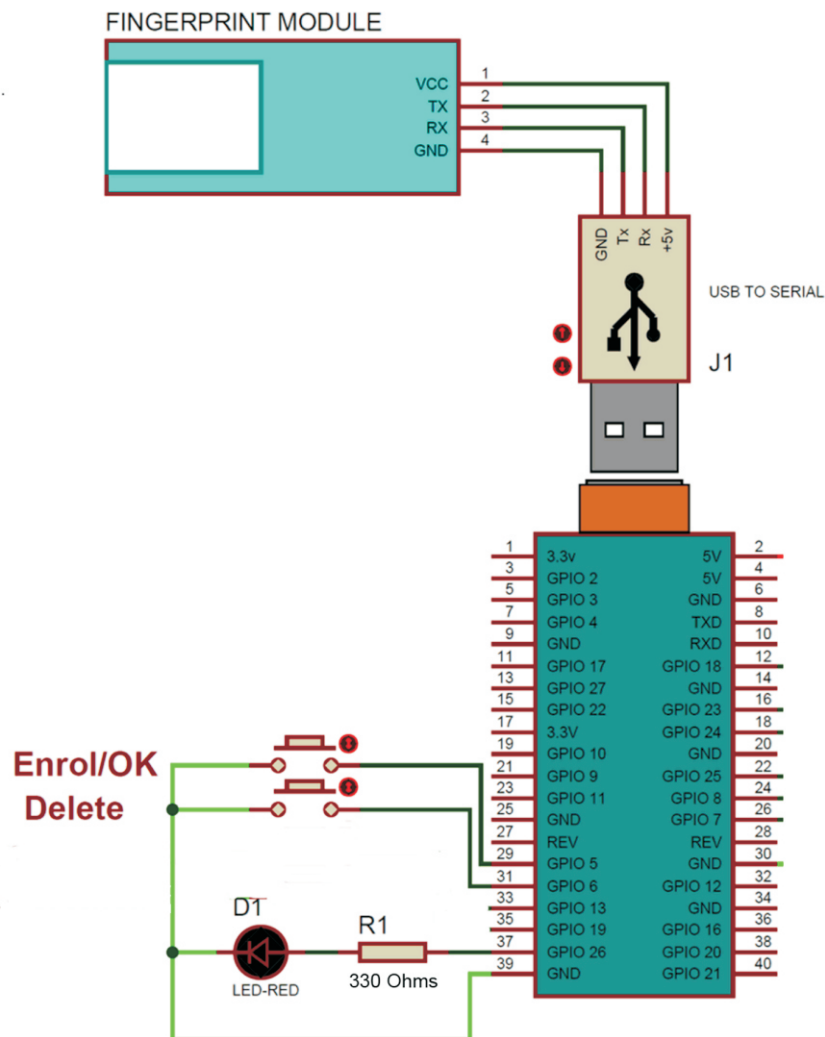 FINGERPRINT MODULE
VCC 1
TX 2
RX 3
GND 4
GND Tx Rx +5v
USB TO SERIAL
J1
1 3.3v 5V 2
3 GPIO 2 5V 4
5 GPIO 3 GND 6
7 GPIO 4 TXD 8
9 GND RXD 10
11 GPIO 17 GPIO 18 12
13 GPIO 27 GND 14
15 GPIO 22 GPIO 23 16
17 3.3V GPIO 24 18
19 GPIO 10 GND 20
21 GPIO 9 GPIO 25 22
23 GPIO 11 GPIO 8 24
25 GND GPIO 7 26
27 REV REV 28
29 GPIO 5 GND 30
31 GPIO 6 GPIO 12 32
33 GPIO 13 GND 34
35 GPIO 19 GPIO 16 36
37 GPIO 26 GPIO 20 38
39 GND GPIO 21 40
Enrol/OK
Delete
D1
LED-RED
R1
330 Ohms